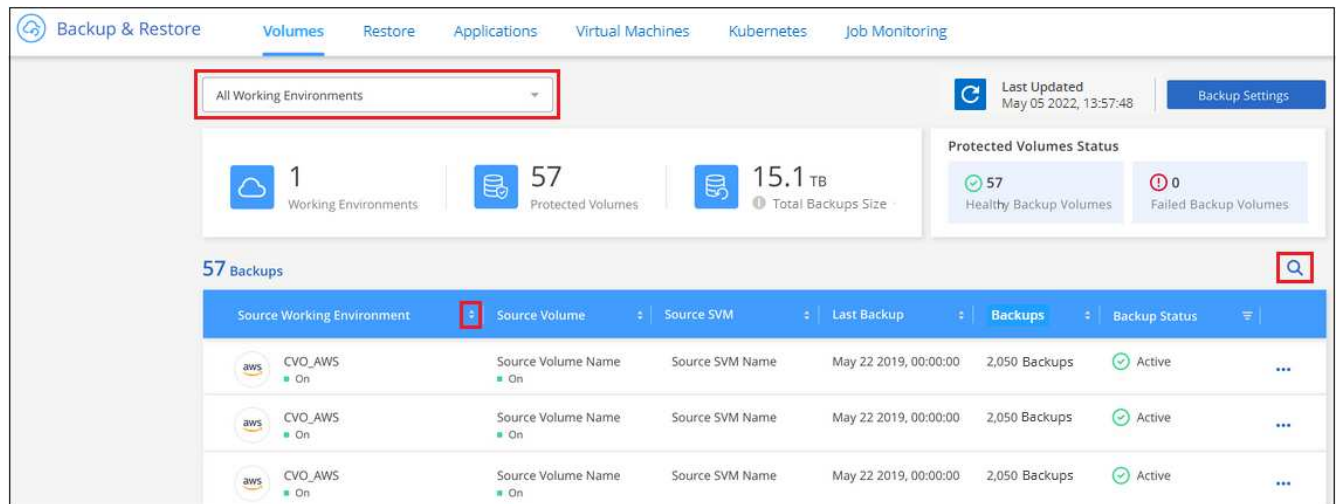 Backup & Restore Volumes Restore Applications Virtual Machines Kubernetes Job Monitoring
All Working Environments
Last Updated
May 05 2022, 13:57:48
Backup Settings
1
Working Environments
57
Protected Volumes
15.1 TB
Total Backups Size
Protected Volumes Status
57
Healthy Backup Volumes
0
Failed Backup Volumes
57 Backups
Source Working Environment Source Volume Source SVM Last Backup Backups Backup Status
aws CVO_AWS Source Volume Name Source SVM Name May 22 2019, 00:00:00 2,050 Backups Active
On On
aws CVO_AWS Source Volume Name Source SVM Name May 22 2019, 00:00:00 2,050 Backups Active
On On
aws CVO_AWS Source Volume Name Source SVM Name May 22 2019, 00:00:00 2,050 Backups Active
On On